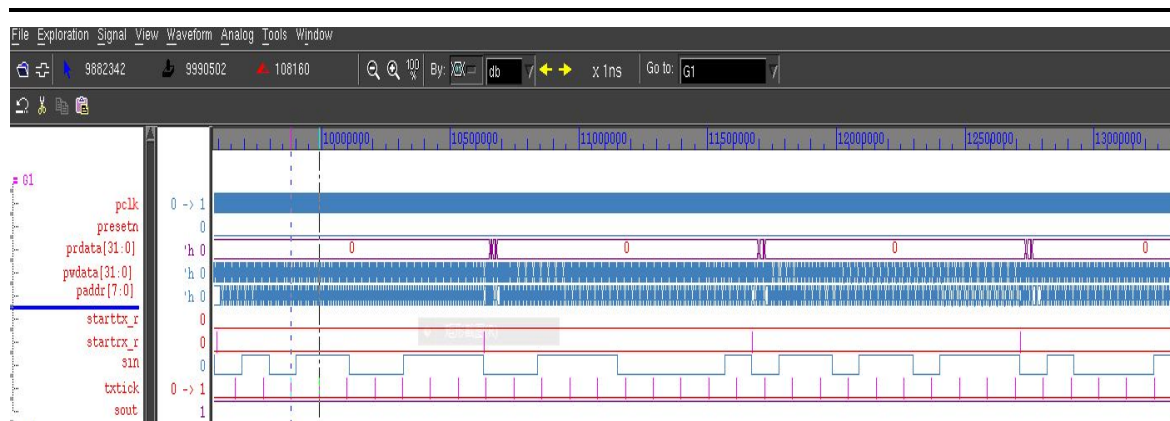 File Exploration Signal View Waveform Analog Tools Window
9882342 9990502 108160 100 % By: db x 1ns Go to: G1
10000000 10500000 11000000 11500000 12000000 12500000 13000000
G1
pclk 0 -> 1
presetn 0
prdata[31:0] 'h 0 0 0 0 0
pwdata[31:0] 'h 0
paddr[7:0] 'h 0
starttx_r 0
startrx_r 0
sin 0
txtick 0 -> 1
sout 1